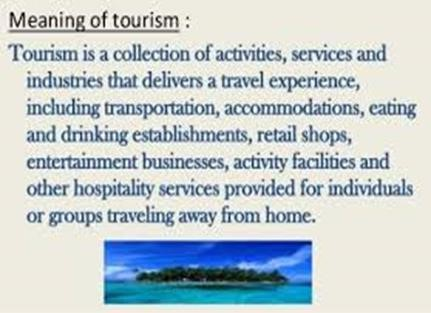 Meaning of tourism :
Tourism is a collection of activities, services and
industries that delivers a travel experience,
including transportation, accommodations, eating
and drinking establishments, retail shops,
entertainment businesses, activity facilities and
other hospitality services provided for individuals
or groups traveling away from home.